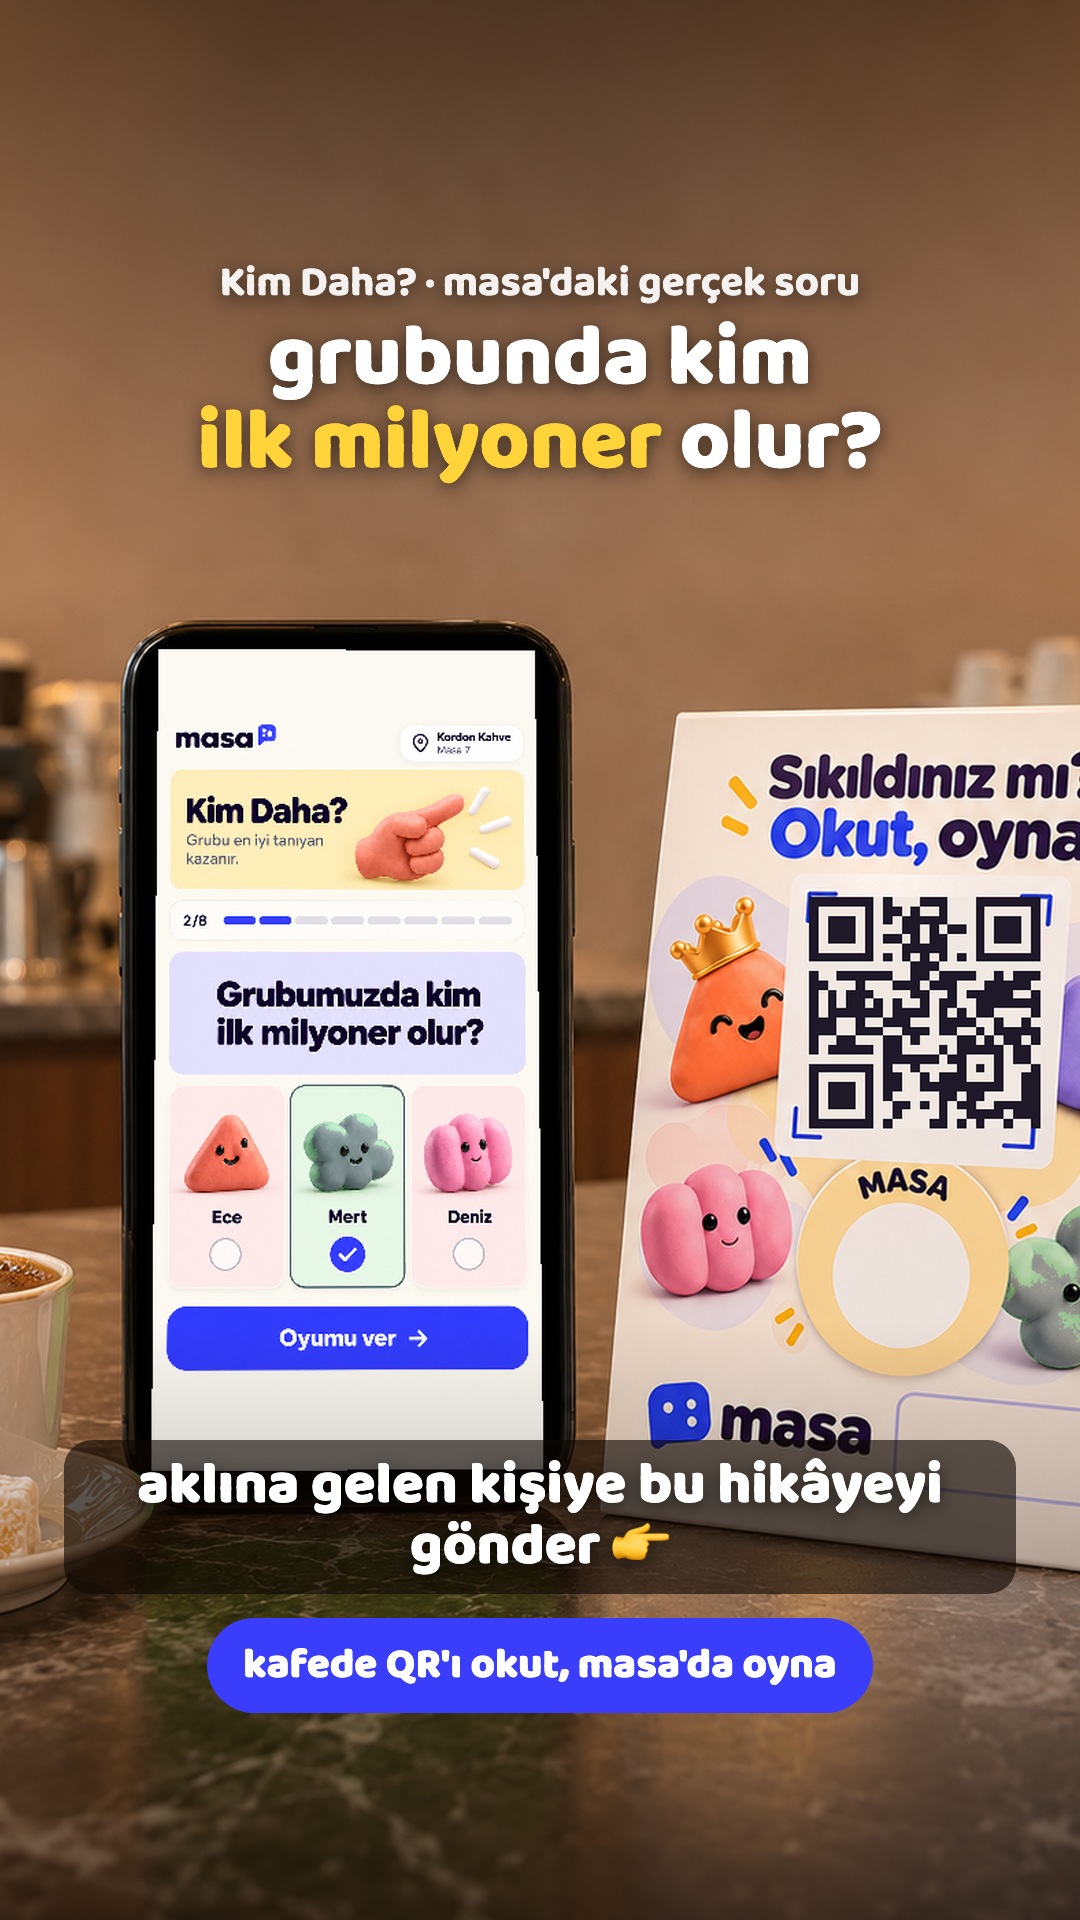 Kim Daha? · masa'daki gerçek soru
grubunda kim
ilk milyoner olur?
masa
Kordon Kahve
Masa 7
Kim Daha?
Grubu en iyi tanıyan
kazanır.
2/8
Grubumuzda kim
ilk milyoner olur?
Ece
Mert
Deniz
Oyumu ver →
Sıkıldınız mı?
Okut, oyna
MASA
masa
aklına gelen kişiye bu hikâyeyi
gönder 👉
kafede QR'ı okut, masa'da oyna